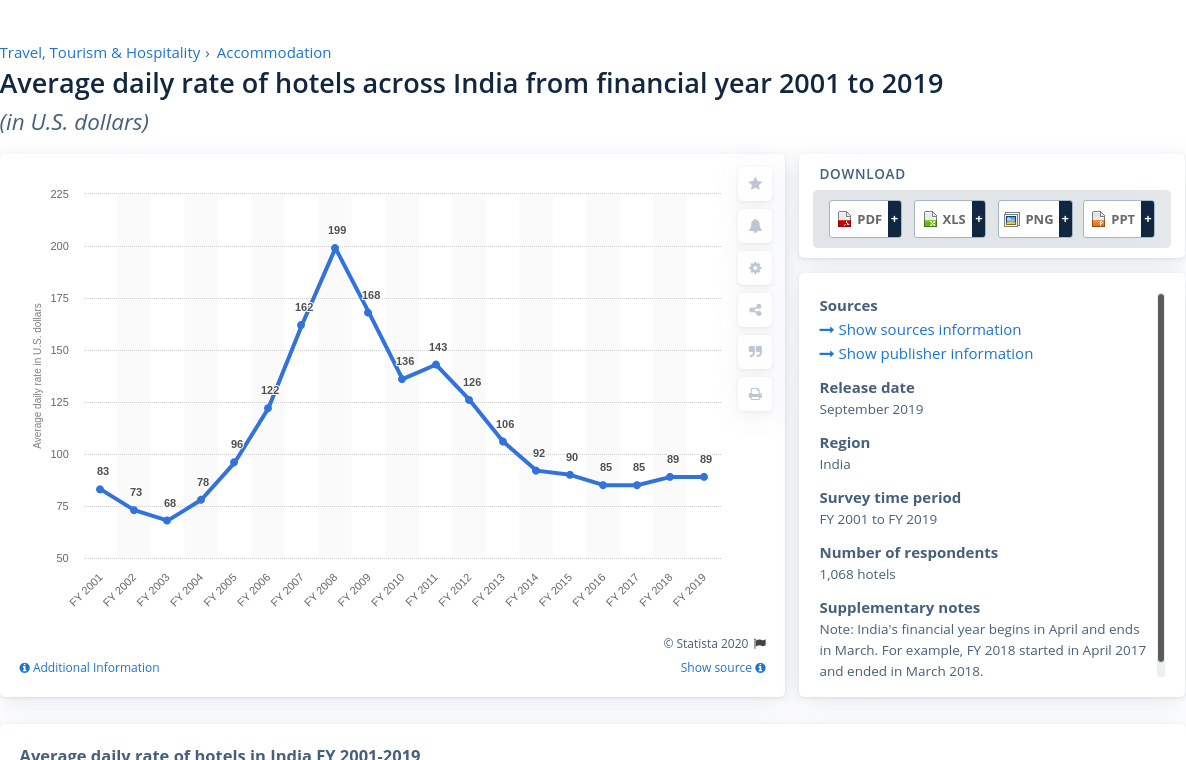 Travel, Tourism & Hospitality › Accommodation
Average daily rate of hotels across India from financial year 2001 to 2019
(in U.S. dollars)
225
200
175
150
125
100
75
50
Average daily rate in U.S. dollars
83
73
68
78
96
122
162
199
168
136
143
126
106
92
90
85
85
89
89
FY 2001
FY 2002
FY 2003
FY 2004
FY 2005
FY 2006
FY 2007
FY 2008
FY 2009
FY 2010
FY 2011
FY 2012
FY 2013
FY 2014
FY 2015
FY 2016
FY 2017
FY 2018
FY 2019
© Statista 2020
Additional Information
Show source
DOWNLOAD
PDF + XLS + PNG + PPT +
Sources
Show sources information
Show publisher information
Release date
September 2019
Region
India
Survey time period
FY 2001 to FY 2019
Number of respondents
1,068 hotels
Supplementary notes
Note: India's financial year begins in April and ends
in March. For example, FY 2018 started in April 2017
and ended in March 2018.
Average daily rate of hotels in India FY 2001-2019